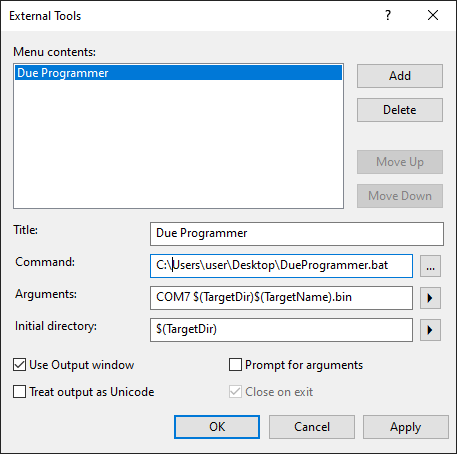 External Tools
?
Menu contents:
Due Programmer
Add
Delete
Move Up
Move Down
Title:
Due Programmer
Command:
C:\Users\user\Desktop\DueProgrammer.bat
...
Arguments:
COM7 $(TargetDir)$(TargetName).bin
Initial directory:
$(TargetDir)
Use Output window
Prompt for arguments
Treat output as Unicode
Close on exit
OK
Cancel
Apply